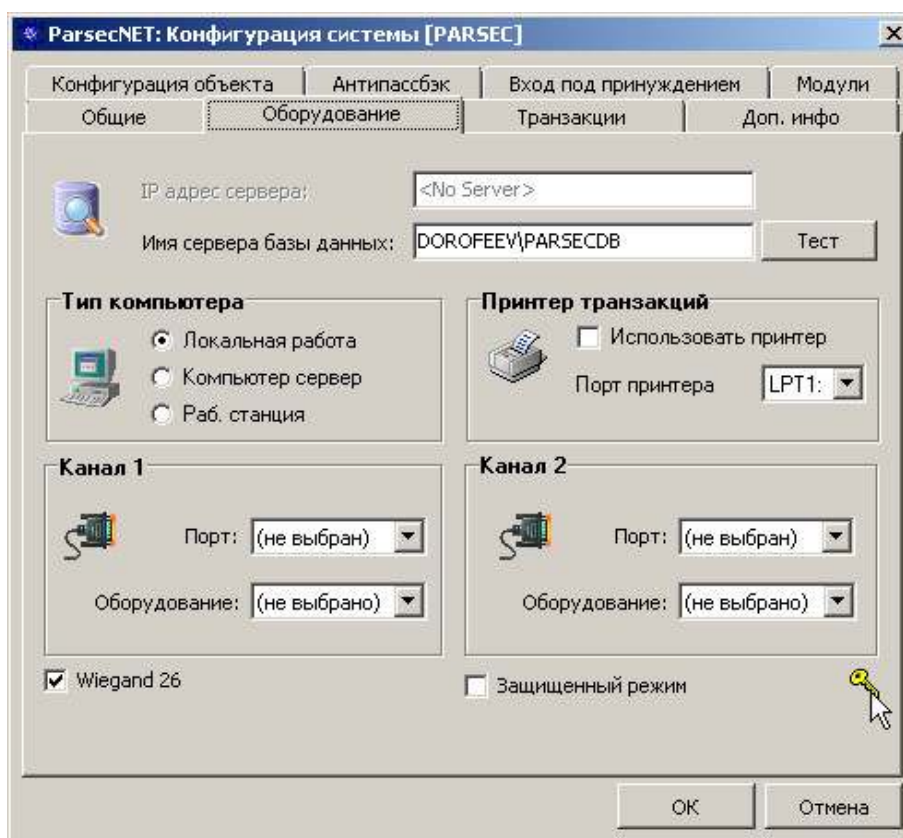 ParsecNET: Конфигурация системы [PARSEC]
Конфигурация объекта Антипассбэк Вход под принуждением Модули
Общие Оборудование Транзакции Доп. инфо
IP адрес сервера: <No Server>
Имя сервера базы данных: DOROFEEV\PARSECDB Тест
Тип компьютера
Локальная работа
Компьютер сервер
Раб. станция
Принтер транзакций
Использовать принтер
Порт принтера LPT1:
Канал 1
Порт: (не выбран)
Оборудование: (не выбрано)
Канал 2
Порт: (не выбран)
Оборудование: (не выбрано)
Wiegand 26
Защищенный режим
ОК Отмена